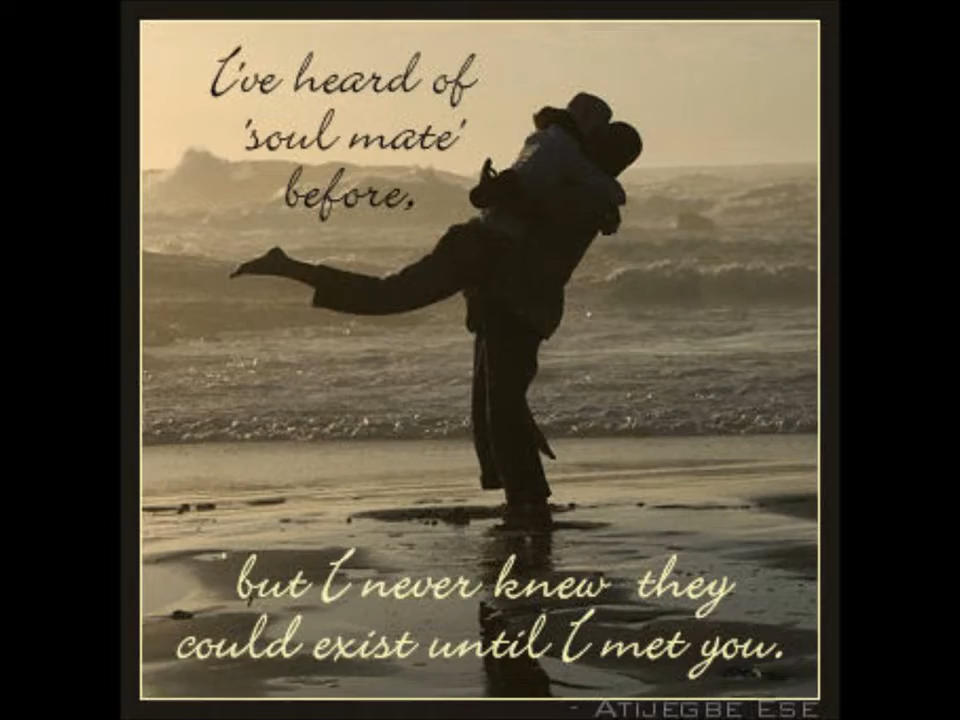 I've heard of
'soul mate'
before,
but I never knew they
could exist until I met you.
- ATIJEGBE ESE